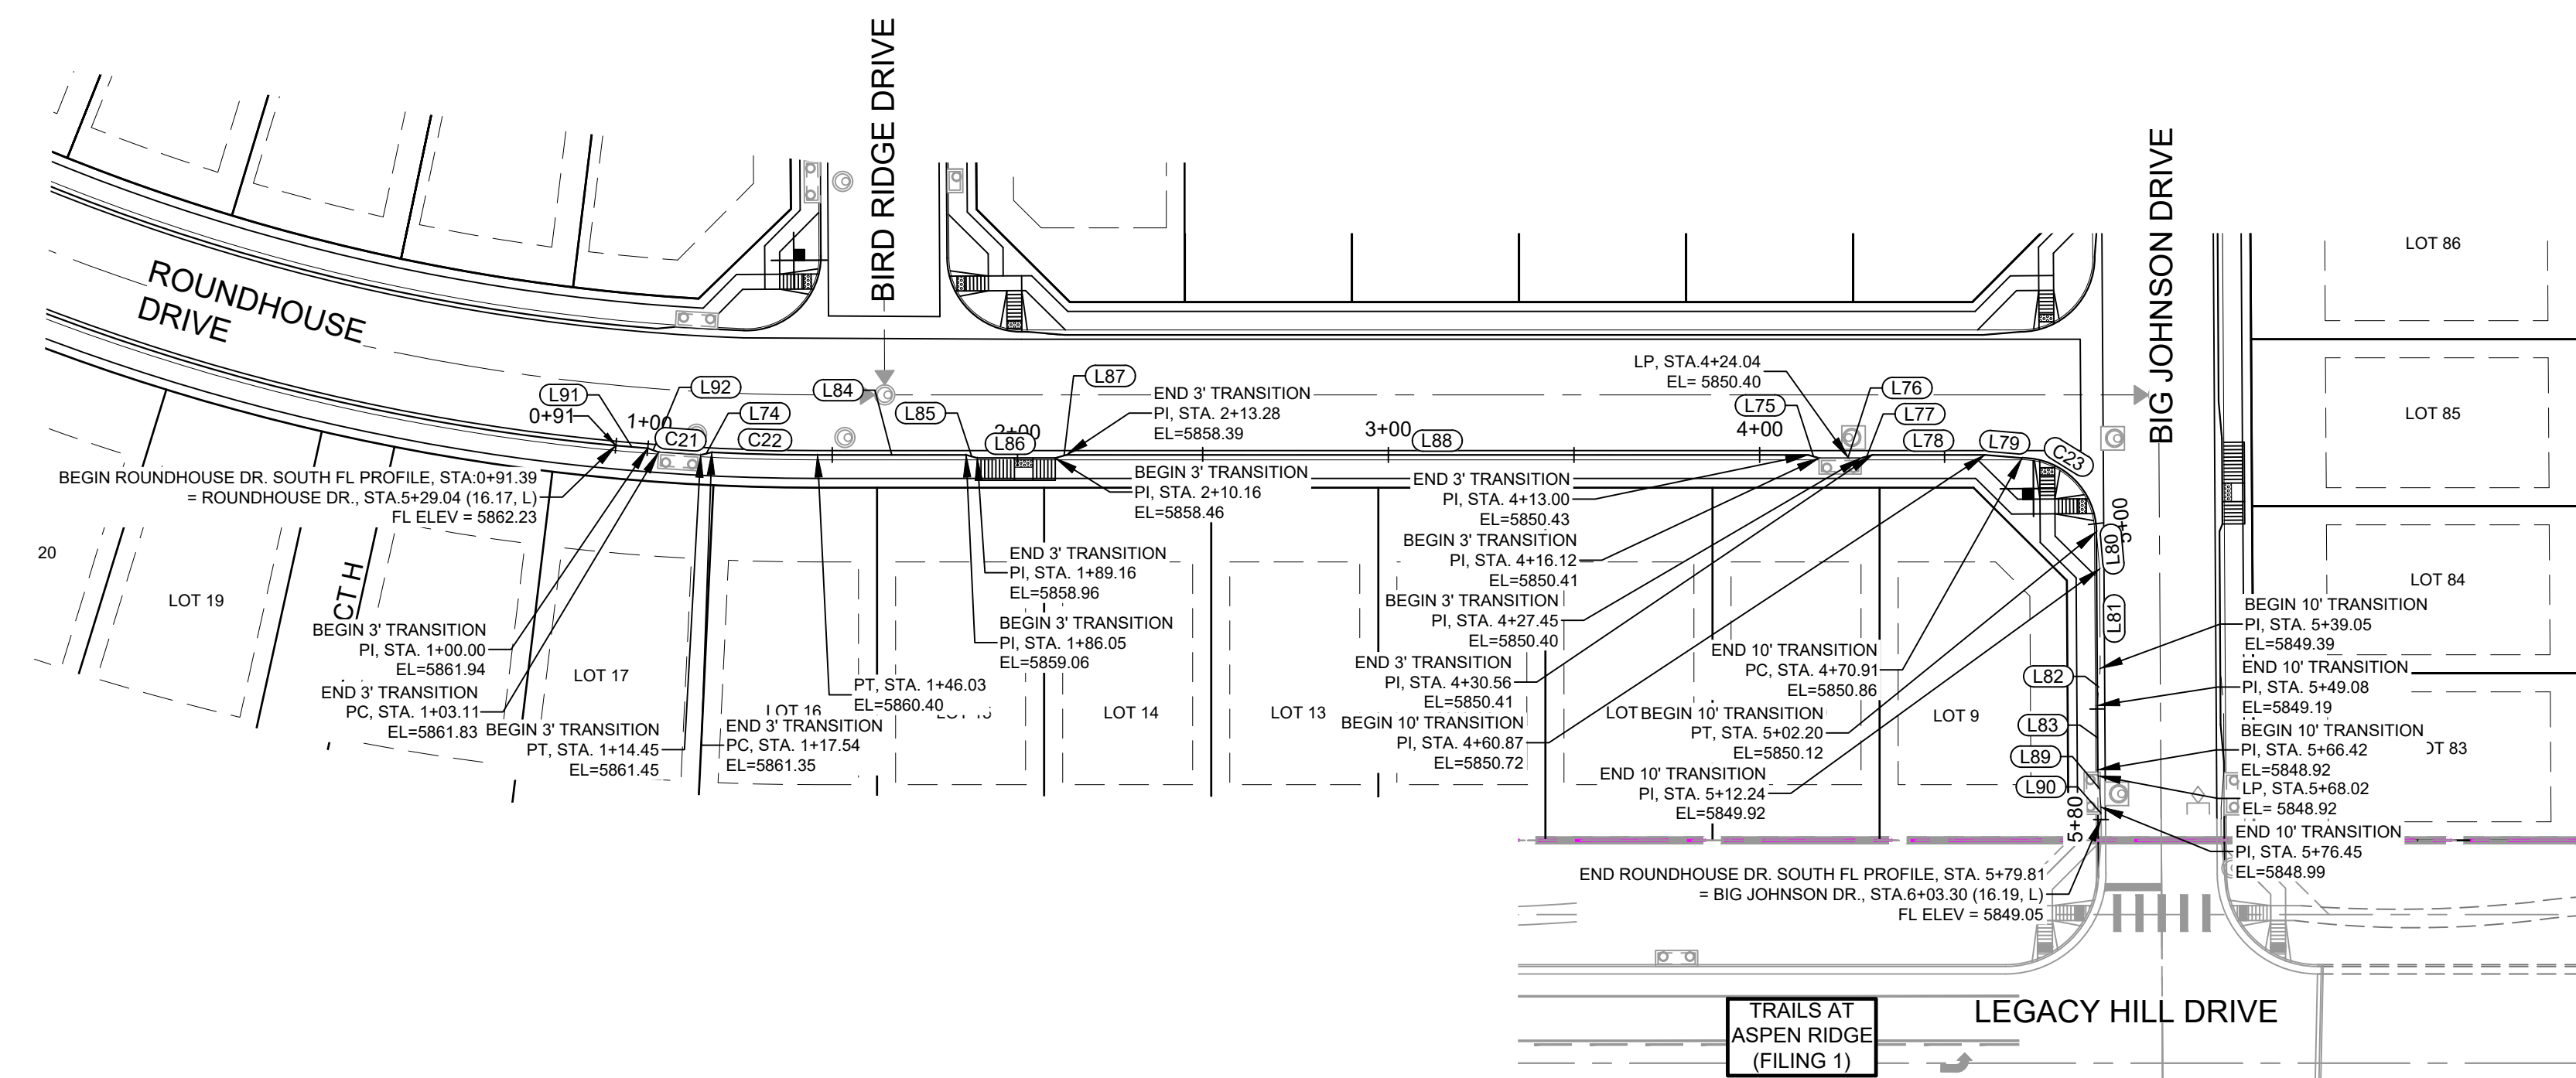 BIRD RIDGE DRIVE
BIG JOHNSON DRIVE
ROUNDHOUSE
DRIVE
LOT 86
LOT 85
LOT 84
LP, STA.4+24.04
EL= 5850.40
L91
L92
L84
L87
L74
L85
L86
C21
C22
0+91
1+00
2+00
3+00
L88
4+00
L75
L76
L77
L78
L79
C23
5+00
L80
L81
L82
L83
L89
L90
5+80
END 3' TRANSITION
PI, STA. 2+13.28
EL=5858.39
BEGIN ROUNDHOUSE DR. SOUTH FL PROFILE, STA:0+91.39
= ROUNDHOUSE DR., STA.5+29.04 (16.17, L)
FL ELEV = 5862.23
BEGIN 3' TRANSITION
PI, STA. 2+10.16
EL=5858.46
END 3' TRANSITION
PI, STA. 4+13.00
EL=5850.43
BEGIN 3' TRANSITION
PI, STA. 4+16.12
EL=5850.41
20
LOT 19
CT H
END 3' TRANSITION
PI, STA. 1+89.16
EL=5858.96
BEGIN 3' TRANSITION
PI, STA. 1+86.05
EL=5859.06
BEGIN 3' TRANSITION
PI, STA. 4+27.45
EL=5850.40
BEGIN 3' TRANSITION
PI, STA. 1+00.00
EL=5861.94
END 3' TRANSITION
PC, STA. 1+03.11
EL=5861.83
LOT 17
BEGIN 3' TRANSITION
PT, STA. 1+14.45
EL=5861.45
PT, STA. 1+46.03
EL=5860.40
LOT 16
END 3' TRANSITION
PC, STA. 1+17.54
EL=5861.35
LOT 14
LOT 13
END 3' TRANSITION
PI, STA. 4+30.56
EL=5850.41
BEGIN 10' TRANSITION
PI, STA. 4+60.87
EL=5850.72
END 10' TRANSITION
PC, STA. 4+70.91
EL=5850.86
LOT
BEGIN 10' TRANSITION
PT, STA. 5+02.20
EL=5850.12
END 10' TRANSITION
PI, STA. 5+12.24
EL=5849.92
LOT 9
BEGIN 10' TRANSITION
PI, STA. 5+39.05
EL=5849.39
END 10' TRANSITION
PI, STA. 5+49.08
EL=5849.19
BEGIN 10' TRANSITION
PI, STA. 5+66.42
EL=5848.92
OT 83
LP, STA.5+68.02
EL= 5848.92
END 10' TRANSITION
PI, STA. 5+76.45
EL=5848.99
END ROUNDHOUSE DR. SOUTH FL PROFILE, STA. 5+79.81
= BIG JOHNSON DR., STA.6+03.30 (16.19, L)
FL ELEV = 5849.05
TRAILS AT
ASPEN RIDGE
(FILING 1)
LEGACY HILL DRIVE